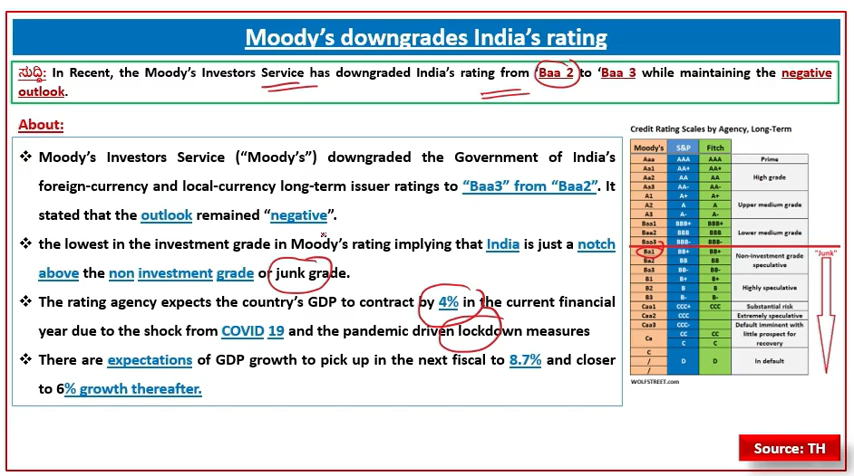 Moody's downgrades India's rating
ಸುದ್ದಿ: In Recent, the Moody's Investors Service has downgraded India's rating from 'Baa 2 to 'Baa 3 while maintaining the negative
outlook.
About:
Moody's Investors Service ("Moody's") downgraded the Government of India's
foreign-currency and local-currency long-term issuer ratings to "Baa3" from "Baa2". It
stated that the outlook remained "negative".
the lowest in the investment grade in Moody's rating implying that India is just a notch
above the non investment grade or junk grade.
The rating agency expects the country's GDP to contract by 4% in the current financial
year due to the shock from COVID 19 and the pandemic driven lockdown measures
There are expectations of GDP growth to pick up in the next fiscal to 8.7% and closer
to 6% growth thereafter.
Credit Rating Scales by Agency, Long-Term
Moody's S&P Fitch
Aaa AAA AAA Prime
Aa1 AA+ AA+
Aa2 AA AA High grade
Aa3 AA- AA-
A1 A+ A+
A2 A A Upper medium grade
A3 A- A-
Baa1 BBB+ BBB+
Baa2 BBB BBB Lower medium grade
Baa3 BBB- BBB-
"Junk"
Ba1 BB+ BB+ Non-investment grade
Ba2 BB BB speculative
Ba3 BB- BB-
B1 B+ B+
B2 B B Highly speculative
B3 B- B-
Caa1 CCC+ CCC Substantial risk
Caa2 CCC Extremely speculative
Caa3 CCC- Default imminent with
Ca CC CC little prospect for
C C recovery
C
/ D D In default
/
WOLFSTREET.com
Source: TH